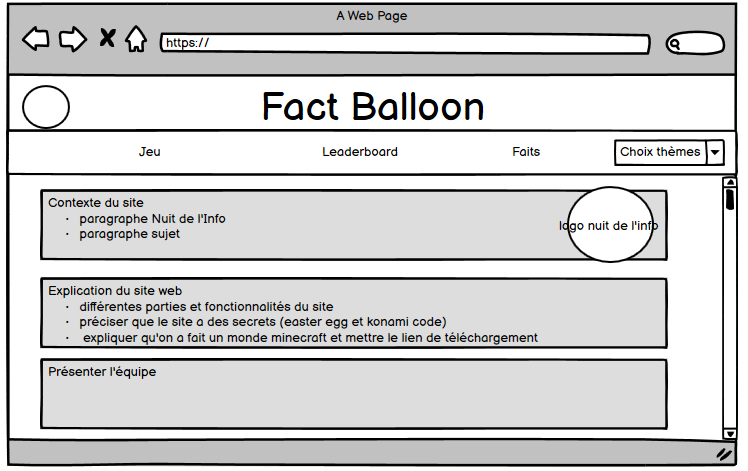 A Web Page
https://
Fact Balloon
Jeu Leaderboard Faits Choix thèmes
Contexte du site
· paragraphe Nuit de l'Info
· paragraphe sujet
lago nuit de l'info
Explication du site web
· différentes parties et fonctionnalités du site
· préciser que le site a des secrets (easter egg et konami code)
· expliquer qu'on a fait un monde minecraft et mettre le lien de téléchargement
Présenter l'équipe